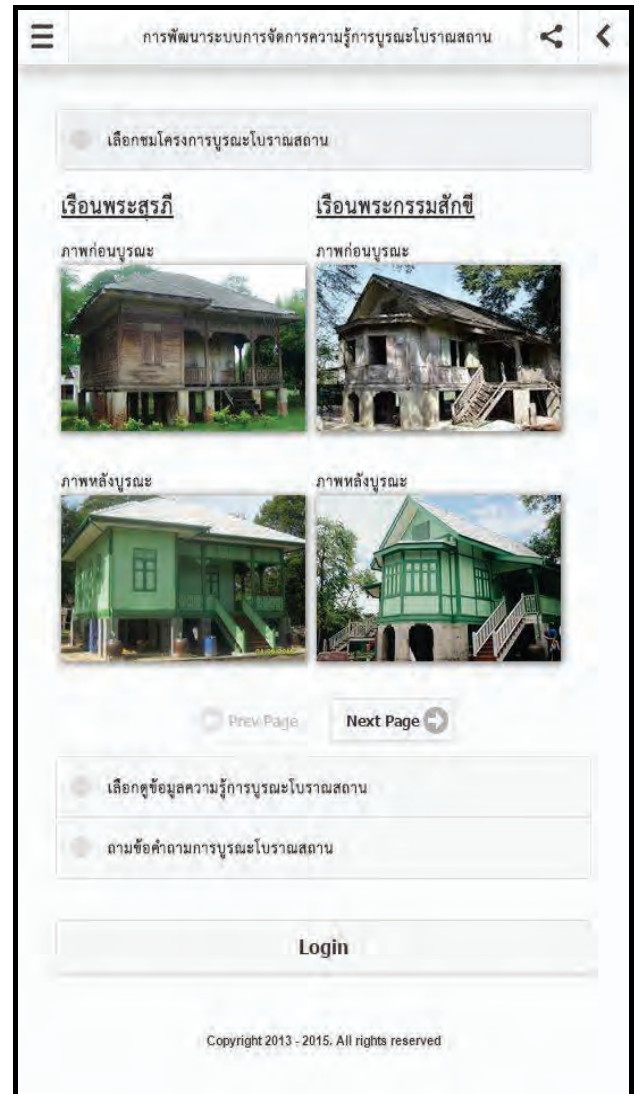 การพัฒนาระบบการจัดการความรู้การบูรณะโบราณสถาน
เลือกชมโครงการบูรณะโบราณสถาน
เรือนพระสุรภี
เรือนพระกรรมสักขี
ภาพก่อนบูรณะ
ภาพก่อนบูรณะ
ภาพหลังบูรณะ
ภาพหลังบูรณะ
Prev Page
Next Page
เลือกดูข้อมูลความรู้การบูรณะโบราณสถาน
ถามข้อคำถามการบูรณะโบราณสถาน
Login
Copyright 2013 - 2015. All rights reserved